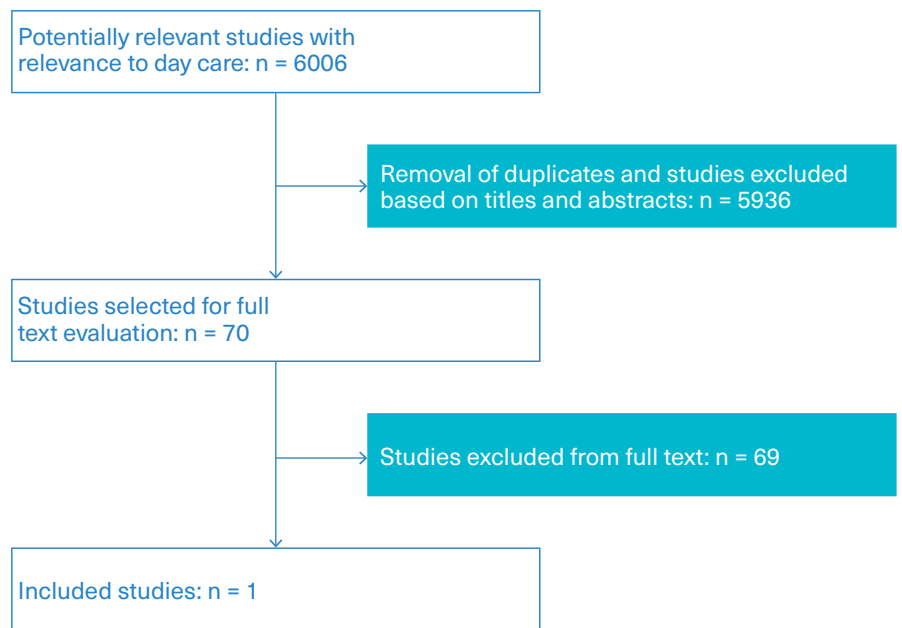 Potentially relevant studies with
relevance to day care: n = 6006
Removal of duplicates and studies excluded
based on titles and abstracts: n = 5936
Studies selected for full
text evaluation: n = 70
Studies excluded from full text: n = 69
Included studies: n = 1